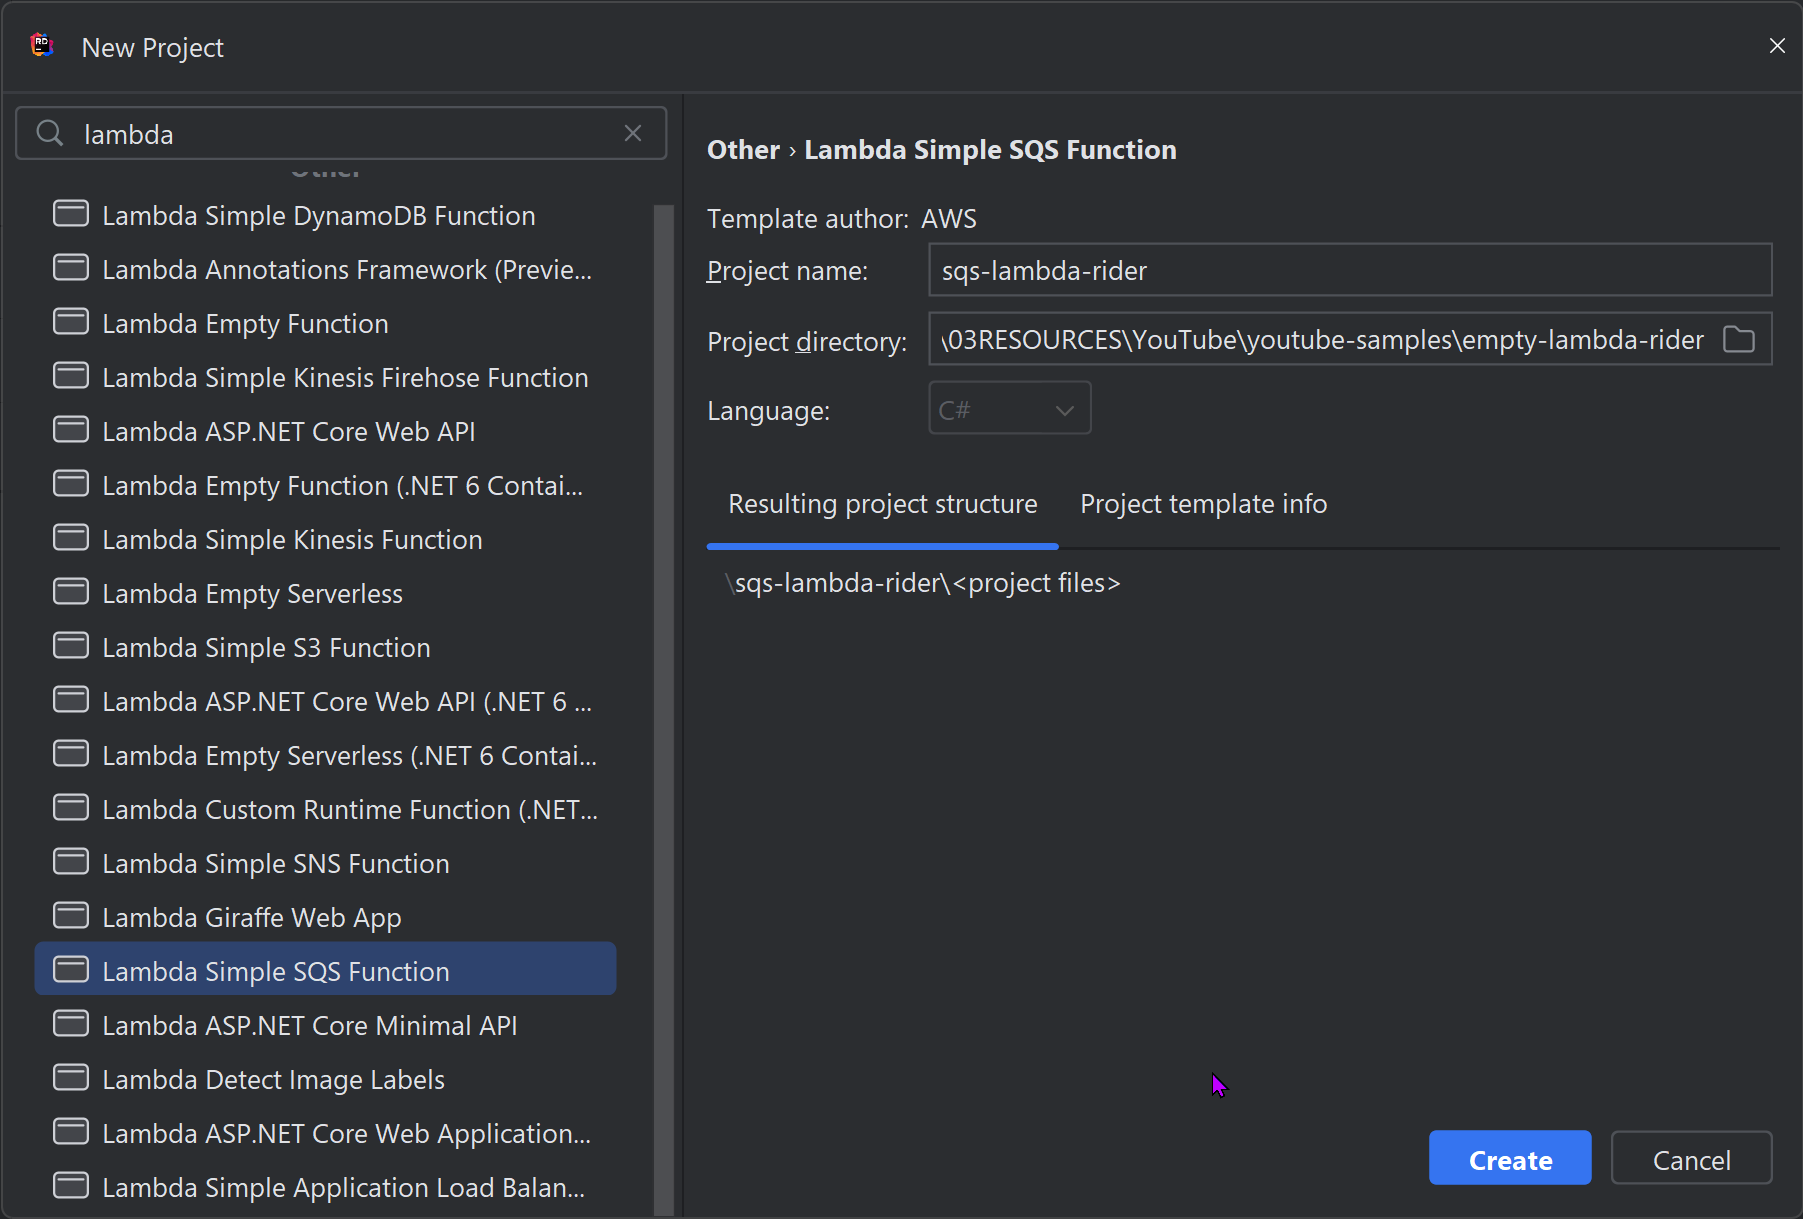 New Project
lambda
Other
Lambda Simple DynamoDB Function
Lambda Annotations Framework (Previe...
Lambda Empty Function
Lambda Simple Kinesis Firehose Function
Lambda ASP.NET Core Web API
Lambda Empty Function (.NET 6 Contai...
Lambda Simple Kinesis Function
Lambda Empty Serverless
Lambda Simple S3 Function
Lambda ASP.NET Core Web API (.NET 6 ...
Lambda Empty Serverless (.NET 6 Contai...
Lambda Custom Runtime Function (.NET...
Lambda Simple SNS Function
Lambda Giraffe Web App
Lambda Simple SQS Function
Lambda ASP.NET Core Minimal API
Lambda Detect Image Labels
Lambda ASP.NET Core Web Application...
Lambda Simple Application Load Balan...
Other › Lambda Simple SQS Function
Template author: AWS
Project name: sqs-lambda-rider
Project directory: \03RESOURCES\YouTube\youtube-samples\empty-lambda-rider
Language: C#
Resulting project structure Project template info
\sqs-lambda-rider\<project files>
Create Cancel